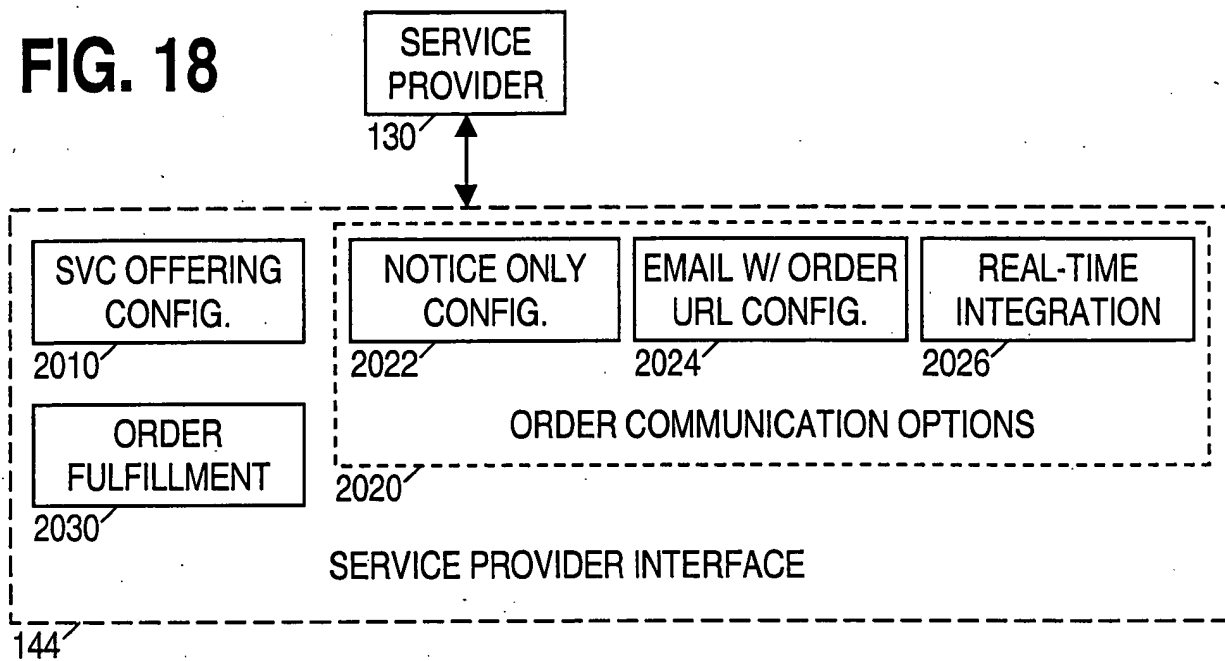 FIG. 18
SERVICE
PROVIDER
130
SVC OFFERING
CONFIG.
2010
NOTICE ONLY
CONFIG.
2022
EMAIL W/ ORDER
URL CONFIG.
2024
REAL-TIME
INTEGRATION
2026
ORDER COMMUNICATION OPTIONS
2020
ORDER
FULFILLMENT
2030
SERVICE PROVIDER INTERFACE
144